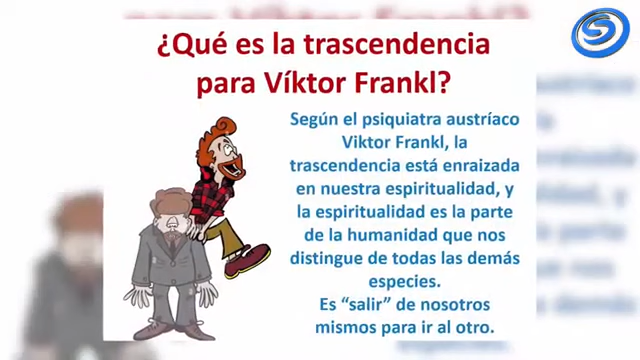 ¿Qué es la trascendencia
para Víktor Frankl?
Según el psiquiatra austríaco
Viktor Frankl, la
trascendencia está enraizada
en nuestra espiritualidad, y
la espiritualidad es la parte
de la humanidad que nos
distingue de todas las demás
especies.
Es “salir” de nosotros
mismos para ir al otro.